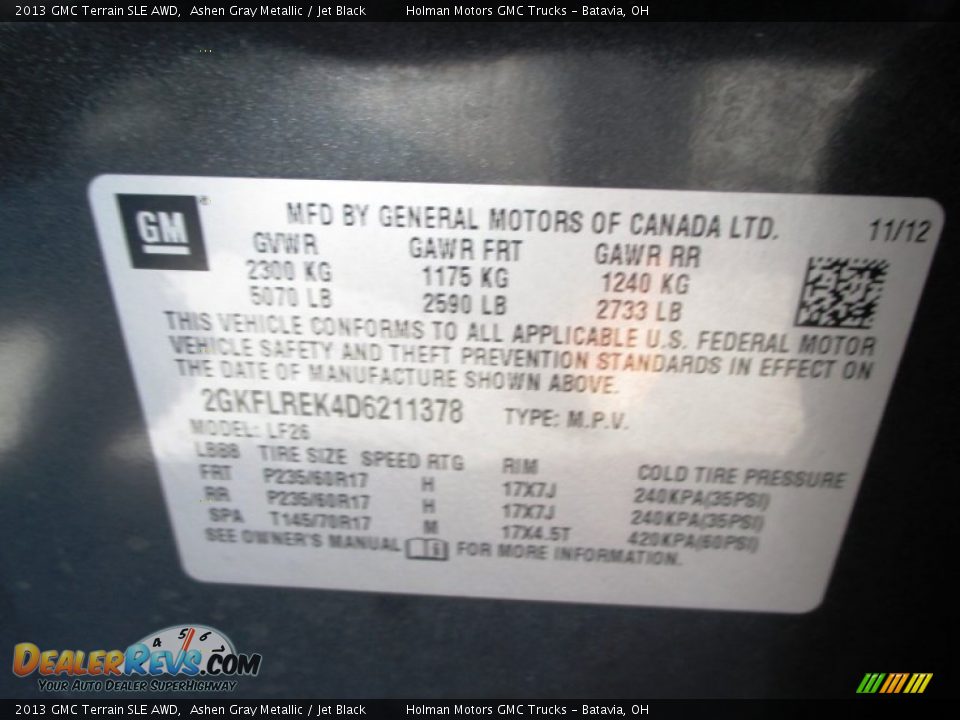 2013 GMC Terrain SLE AWD, Ashen Gray Metallic / Jet Black Holman Motors GMC Trucks - Batavia, OH
GM
MFD BY GENERAL MOTORS OF CANADA LTD. 11/12
GVWR GAWR FRT GAWR RR
2300 KG 1175 KG 1240 KG
5070 LB 2590 LB 2733 LB
THIS VEHICLE CONFORMS TO ALL APPLICABLE U.S. FEDERAL MOTOR
VEHICLE SAFETY AND THEFT PREVENTION STANDARDS IN EFFECT ON
THE DATE OF MANUFACTURE SHOWN ABOVE.
2GKFLREK4D6211378 TYPE: M.P.V.
MODEL: LF26
LBBB TIRE SIZE SPEED RTG RIM COLD TIRE PRESSURE
FRT P235/60R17 H 17X7J 240KPA(35PSI)
RR P235/60R17 H 17X7J 240KPA(35PSI)
SPA T145/70R17 M 17X4.5T 420KPA(60PSI)
SEE OWNER'S MANUAL FOR MORE INFORMATION.
4 5 6
DEALERREVS.COM
YOUR AUTO DEALER SUPERHIGHWAY
2013 GMC Terrain SLE AWD, Ashen Gray Metallic / Jet Black Holman Motors GMC Trucks - Batavia, OH